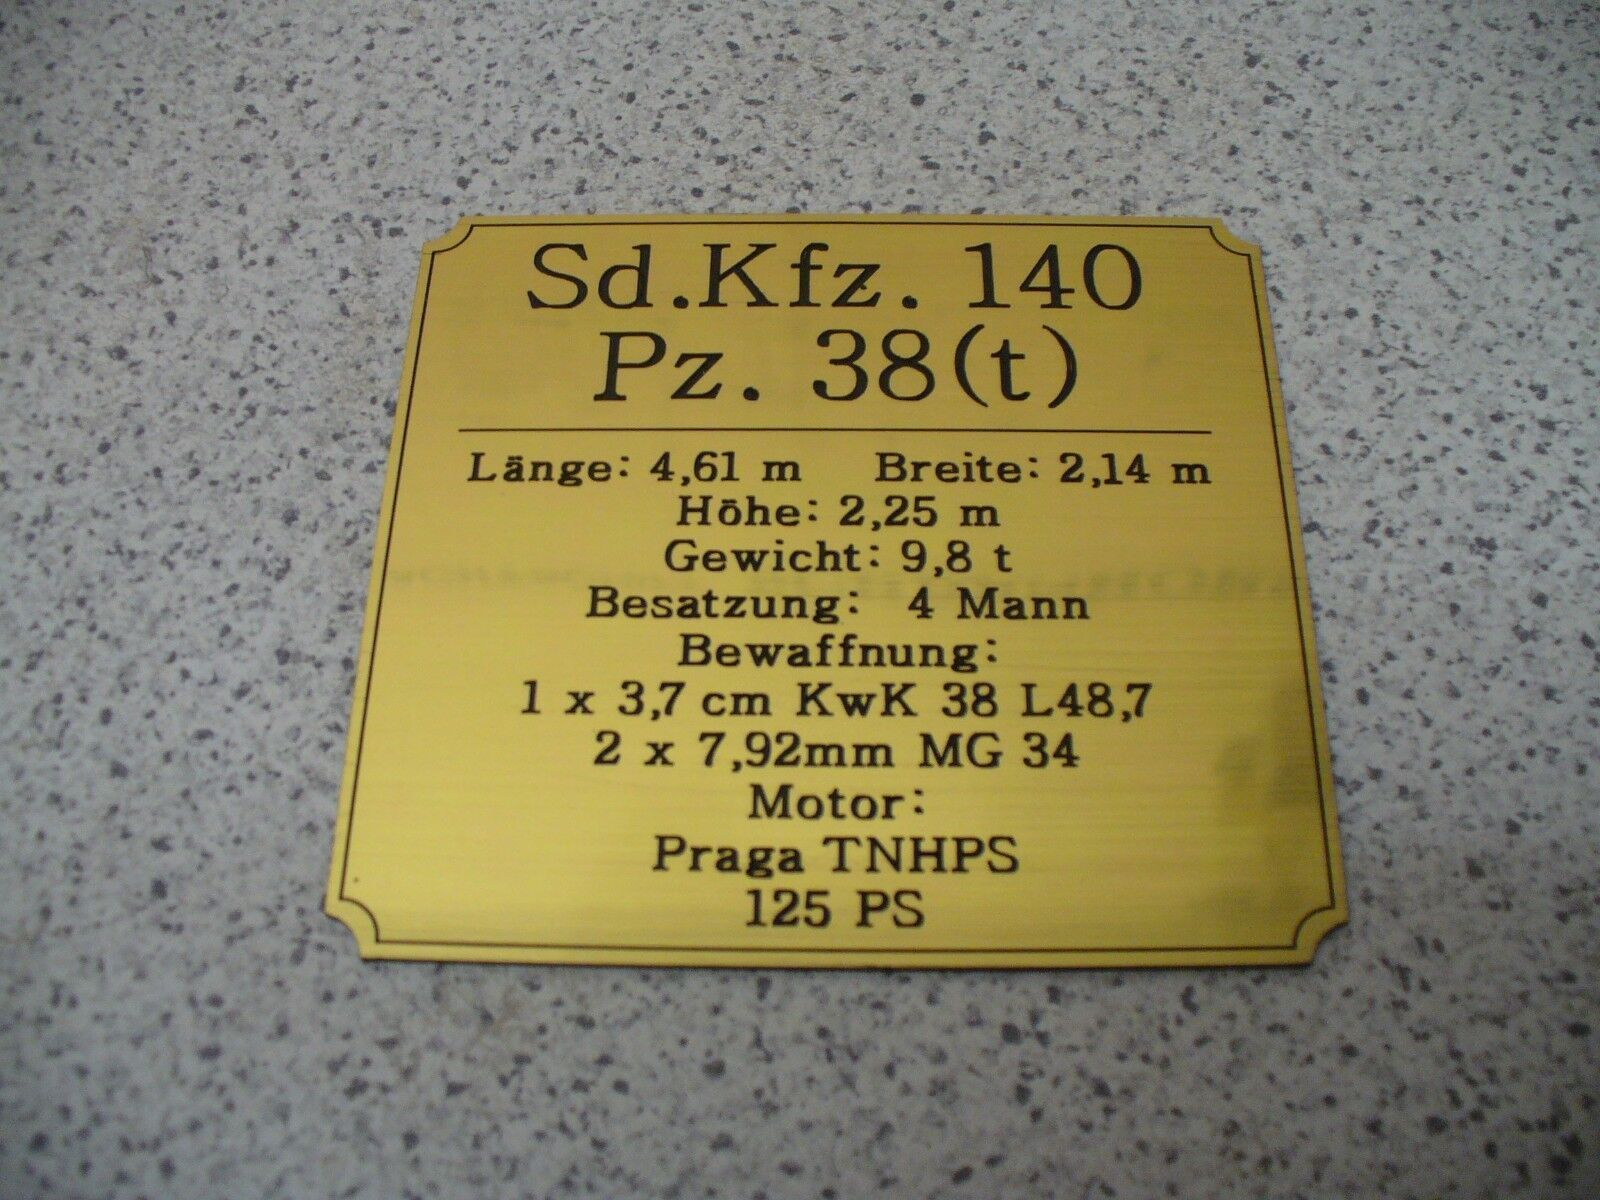 Sd.Kfz. 140
Pz. 38(t)
Länge: 4,61 m Breite: 2,14 m
Höhe: 2,25 m
Gewicht: 9,8 t
Besatzung: 4 Mann
Bewaffnung:
1 x 3,7 cm KwK 38 L48,7
2 x 7,92mm MG 34
Motor:
Praga TNHPS
125 PS